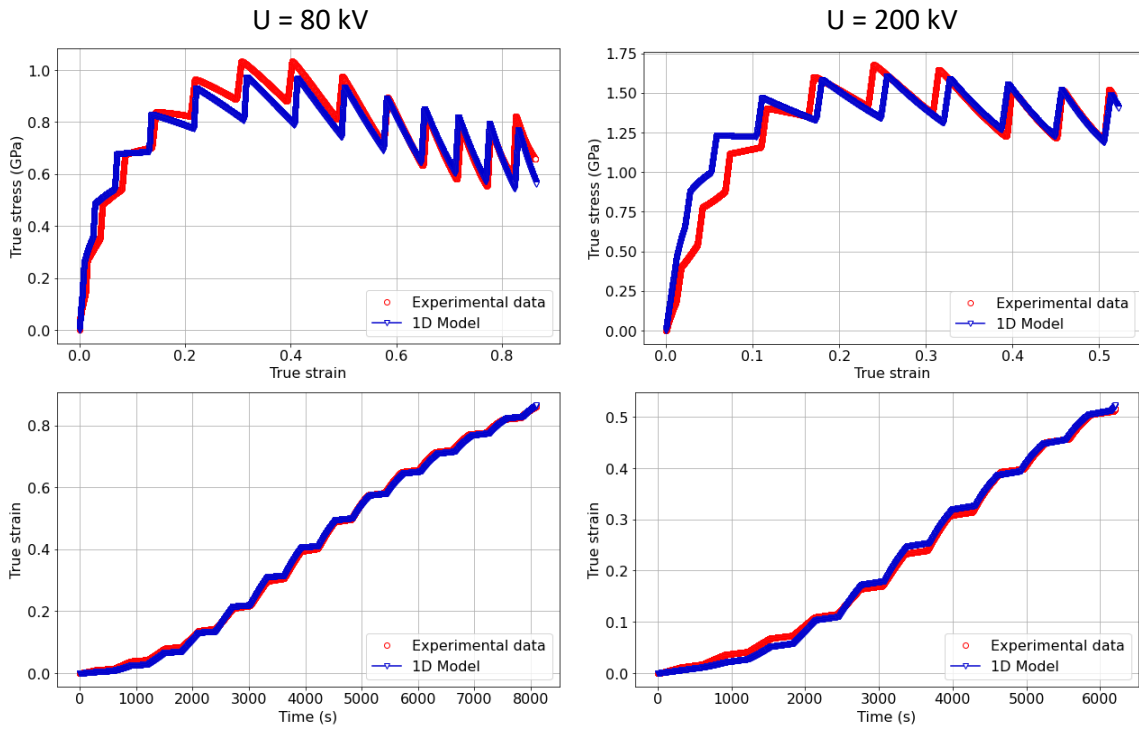 U = 80 kV
U = 200 kV
1.0
0.8
0.6
0.4
0.2
0.0
True stress (GPa)
0.0 0.2 0.4 0.6 0.8
True strain
Experimental data
1D Model
1.75
1.50
1.25
1.00
0.75
0.50
0.25
0.00
True stress (GPa)
0.0 0.1 0.2 0.3 0.4 0.5
True strain
Experimental data
1D Model
0.8
0.6
0.4
0.2
0.0
True strain
0 1000 2000 3000 4000 5000 6000 7000 8000
Time (s)
Experimental data
1D Model
0.5
0.4
0.3
0.2
0.1
0.0
True strain
0 1000 2000 3000 4000 5000 6000
Time (s)
Experimental data
1D Model